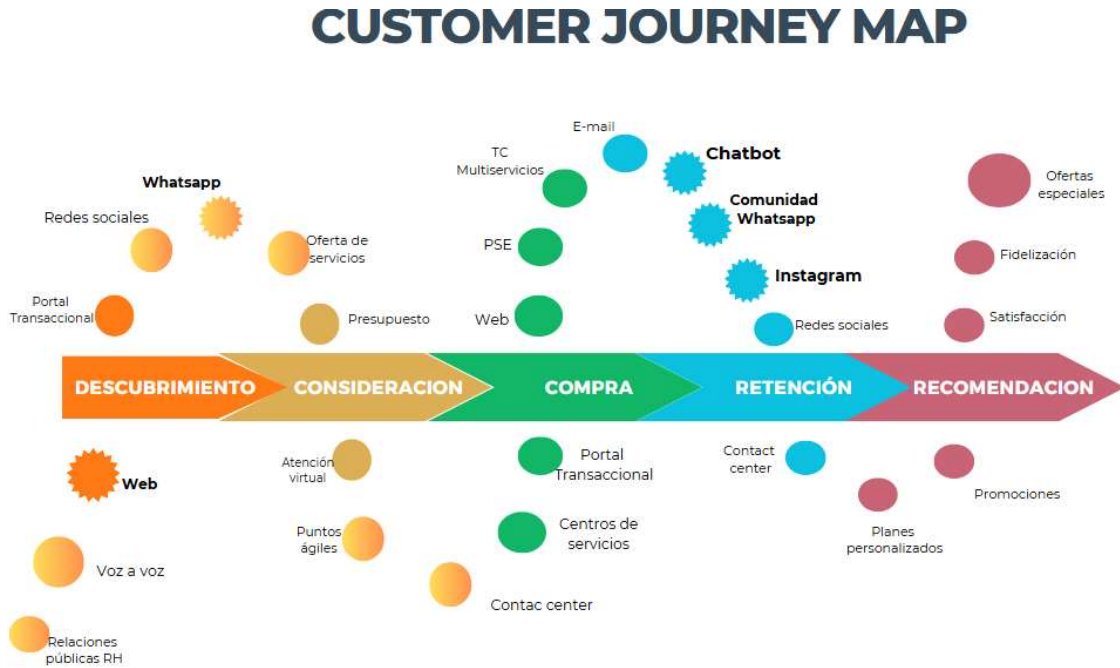 CUSTOMER JOURNEY MAP
E-mail
TC
Multiservicios
Chatbot
Whatsapp
Comunidad
Whatsapp
Ofertas
especiales
Redes sociales
Oferta de
servicios
PSE
Fidelización
Instagram
Portal
Transaccional
Presupuesto
Web
Redes sociales
Satisfacción
DESCUBRIMIENTO
CONSIDERACION
COMPRA
RETENCIÓN
RECOMENDACION
Web
Atención
virtual
Portal
Transaccional
Contact
center
Promociones
Puntos
ágiles
Centros de
servicios
Planes
personalizados
Voz a voz
Contac center
Relaciones
públicas RH